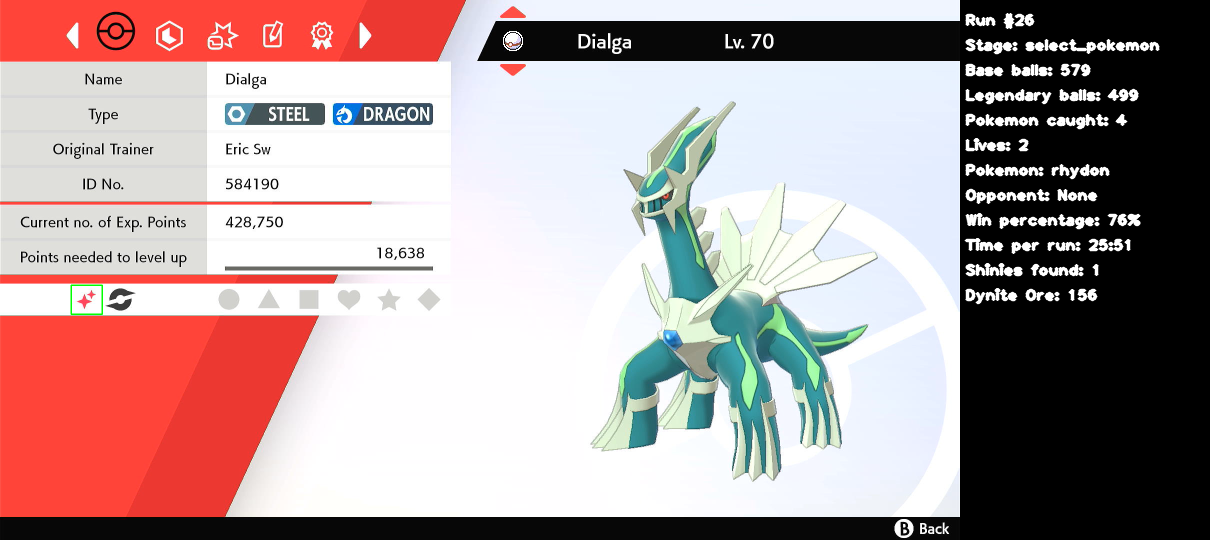 Dialga Lv. 70
Name Dialga
Type STEEL DRAGON
Original Trainer Eric Sw
ID No. 584190
Current no. of Exp. Points 428,750
Points needed to level up 18,638
B Back
Run #26
Stage: select_pokemon
Base balls: 579
Legendary balls: 499
Pokemon caught: 4
Lives: 2
Pokemon: rhydon
Opponent: None
Win percentage: 76%
Time per run: 25:51
Shinies found: 1
Dynite Ore: 156